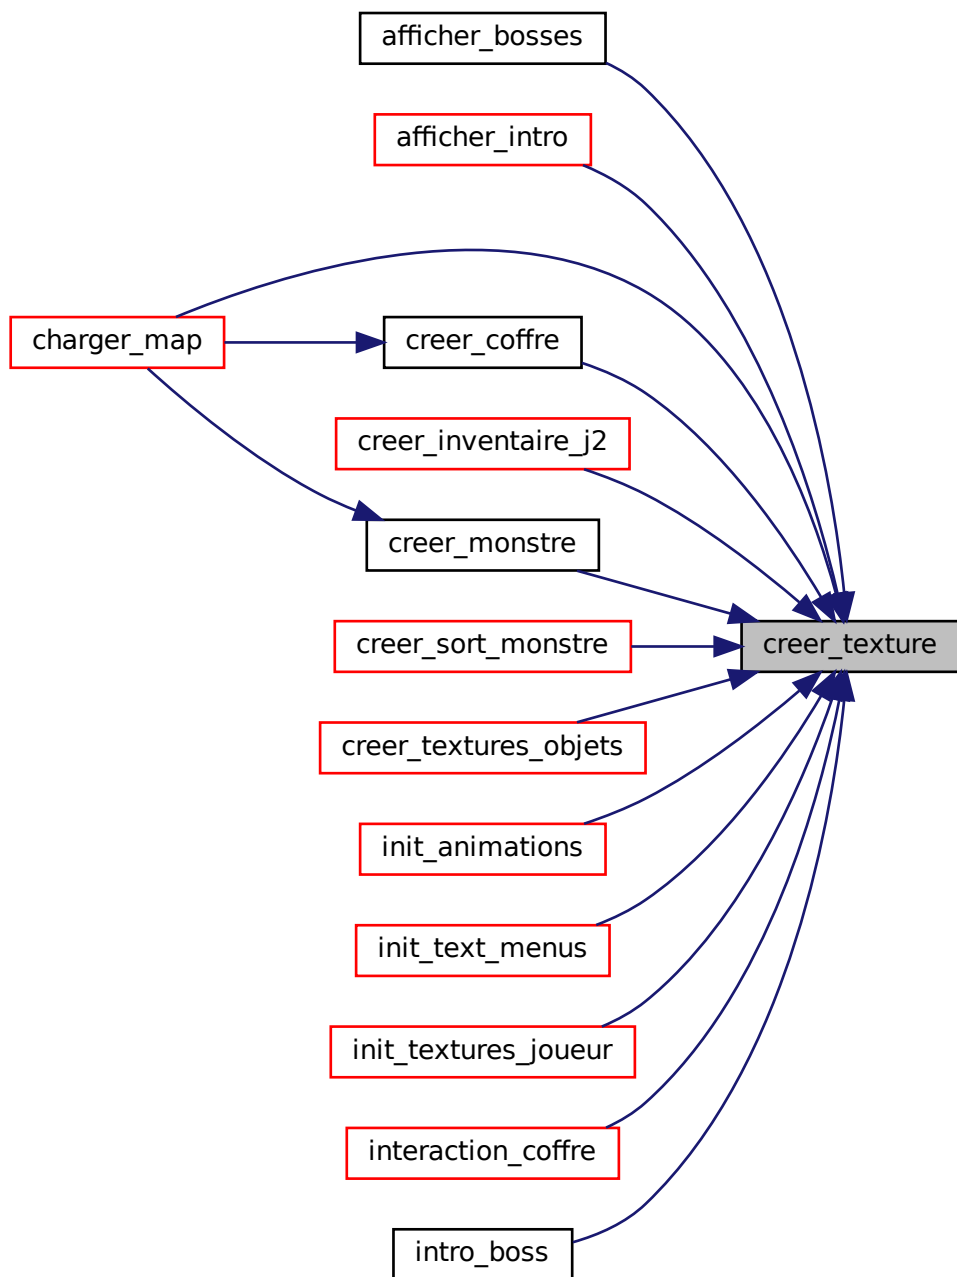 afficher_bosses
afficher_intro
charger_map
creer_coffre
creer_inventaire_j2
creer_monstre
creer_texture
creer_sort_monstre
creer_textures_objets
init_animations
init_text_menus
init_textures_joueur
interaction_coffre
intro_boss